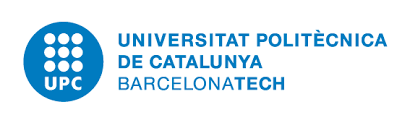 UPC
UNIVERSITAT POLITÈCNICA
DE CATALUNYA
BARCELONATECH